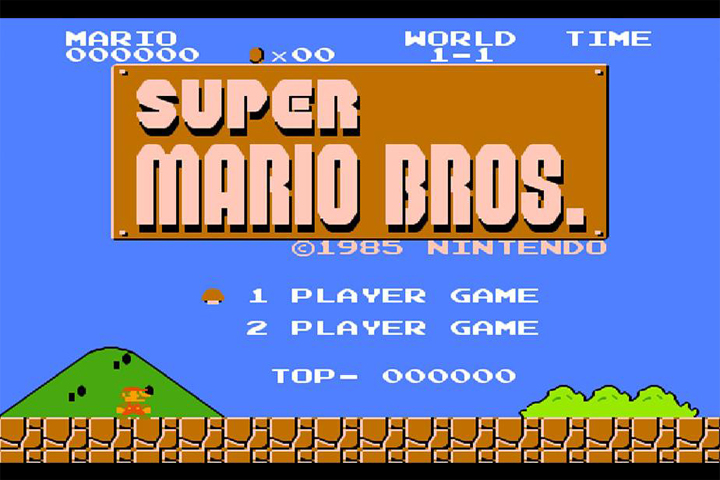 MARIO WORLD TIME
000000 ×00 1-1
SUPER
MARIO BROS.
©1985 NINTENDO
1 PLAYER GAME
2 PLAYER GAME
TOP- 000000